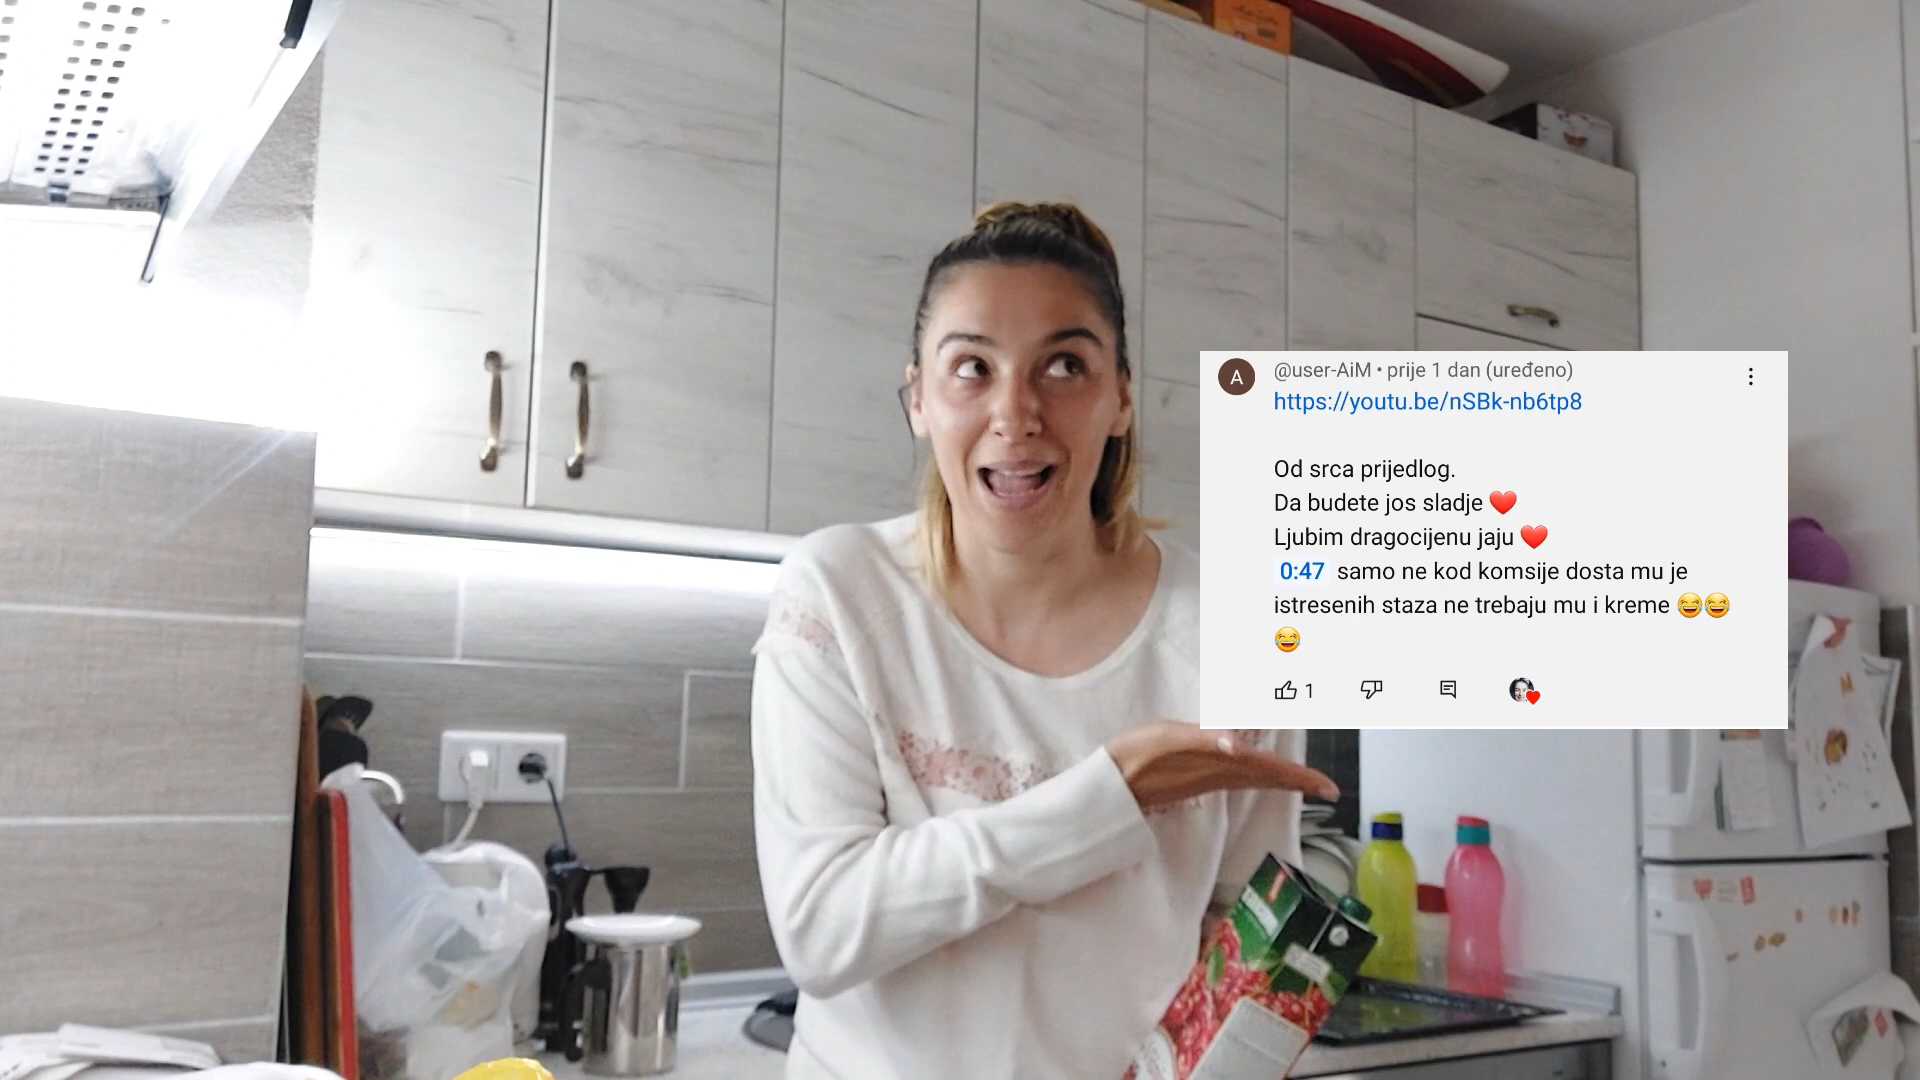 A
@user-AiM • prije 1 dan (uređeno)
https://youtu.be/nSBk-nb6tp8
Od srca prijedlog.
Da budete jos sladje ❤️
Ljubim dragocijenu jaju ❤️
0:47 samo ne kod komsije dosta mu je
istresenih staza ne trebaju mu i kreme 😂😂
😂
1